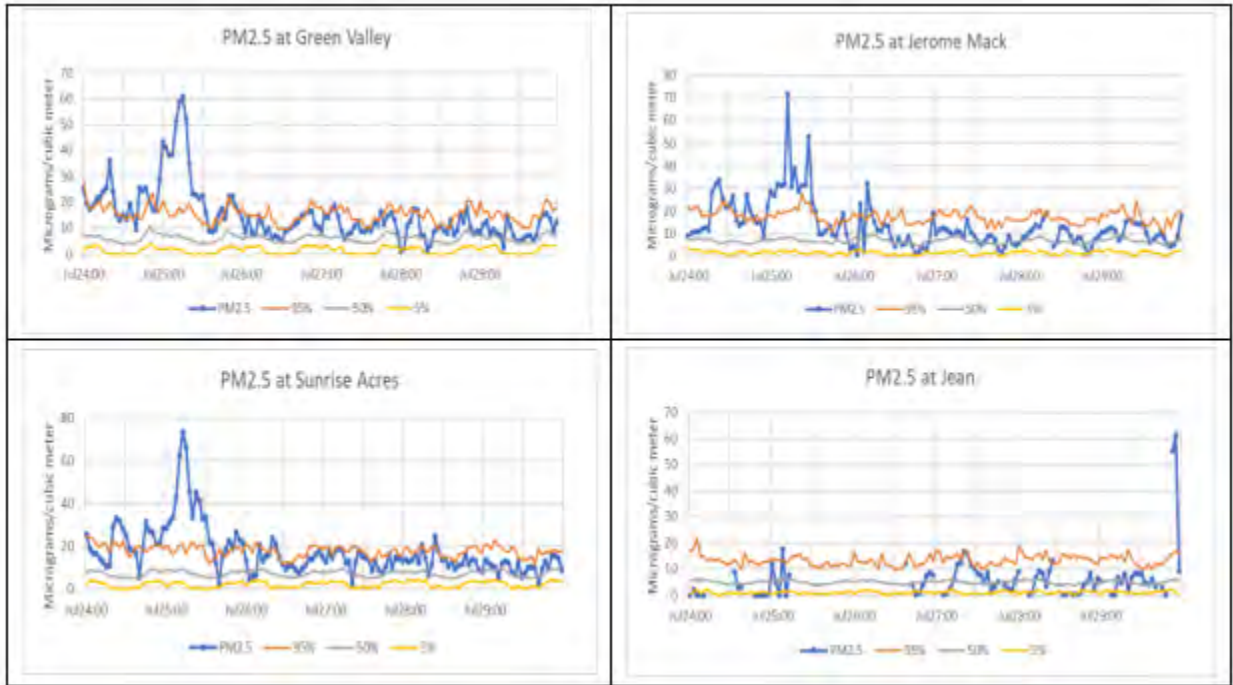 PM2.5 at Green Valley
Micrograms/cubic meter
70
60
50
40
30
20
10
0
Jul24:00 Jul25:00 Jul26:00 Jul27:00 Jul28:00 Jul29:00
PM2.5 95% 50% 5%
PM2.5 at Jerome Mack
Micrograms/cubic meter
80
70
60
50
40
30
20
10
0
Jul24:00 Jul25:00 Jul26:00 Jul27:00 Jul28:00 Jul29:00
PM2.5 95% 50% 5%
PM2.5 at Sunrise Acres
Micrograms/cubic meter
80
60
40
20
0
Jul24:00 Jul25:00 Jul26:00 Jul27:00 Jul28:00 Jul29:00
PM2.5 95% 50% 5%
PM2.5 at Jean
Micrograms/cubic meter
70
60
50
40
30
20
10
0
Jul24:00 Jul25:00 Jul27:00 Jul28:00 Jul29:00
PM2.5 95% 50% 5%